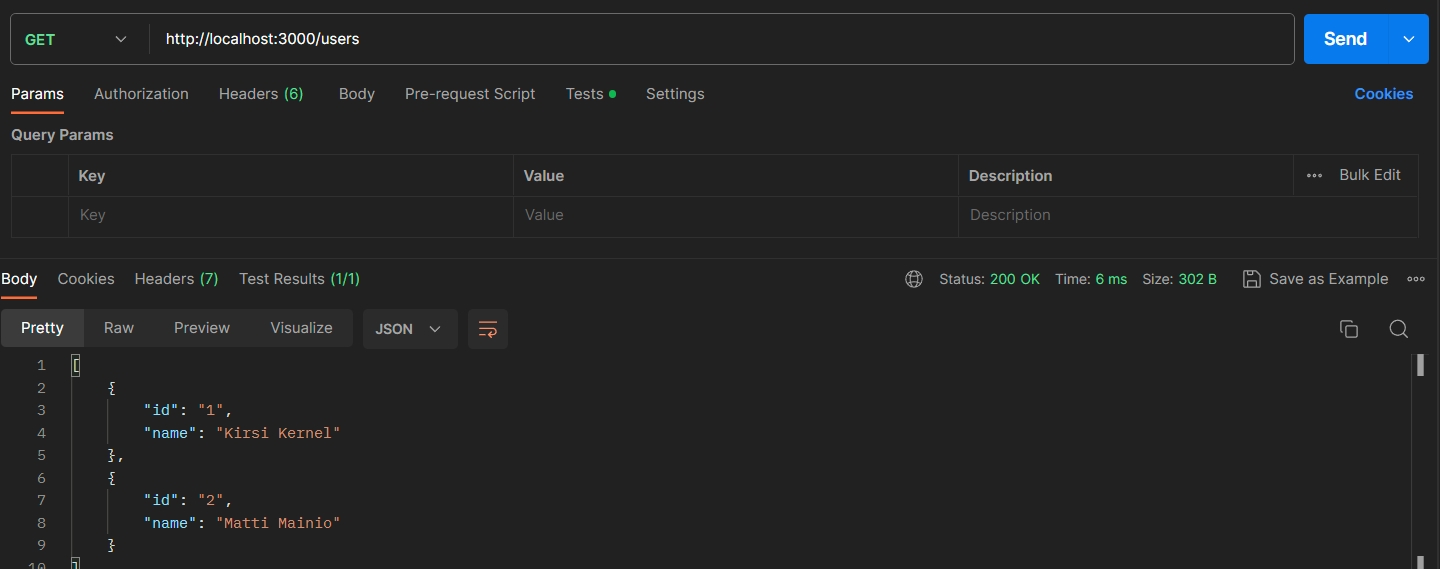 GET http://localhost:3000/users Send
Params Authorization Headers (6) Body Pre-request Script Tests Settings Cookies
Query Params
Key Value Description Bulk Edit
Key Value Description
Body Cookies Headers (7) Test Results (1/1) Status: 200 OK Time: 6 ms Size: 302 B Save as Example
Pretty Raw Preview Visualize JSON
1 [
2 {
3 "id": "1",
4 "name": "Kirsi Kernel"
5 },
6 {
7 "id": "2",
8 "name": "Matti Mainio"
9 }
10 ]